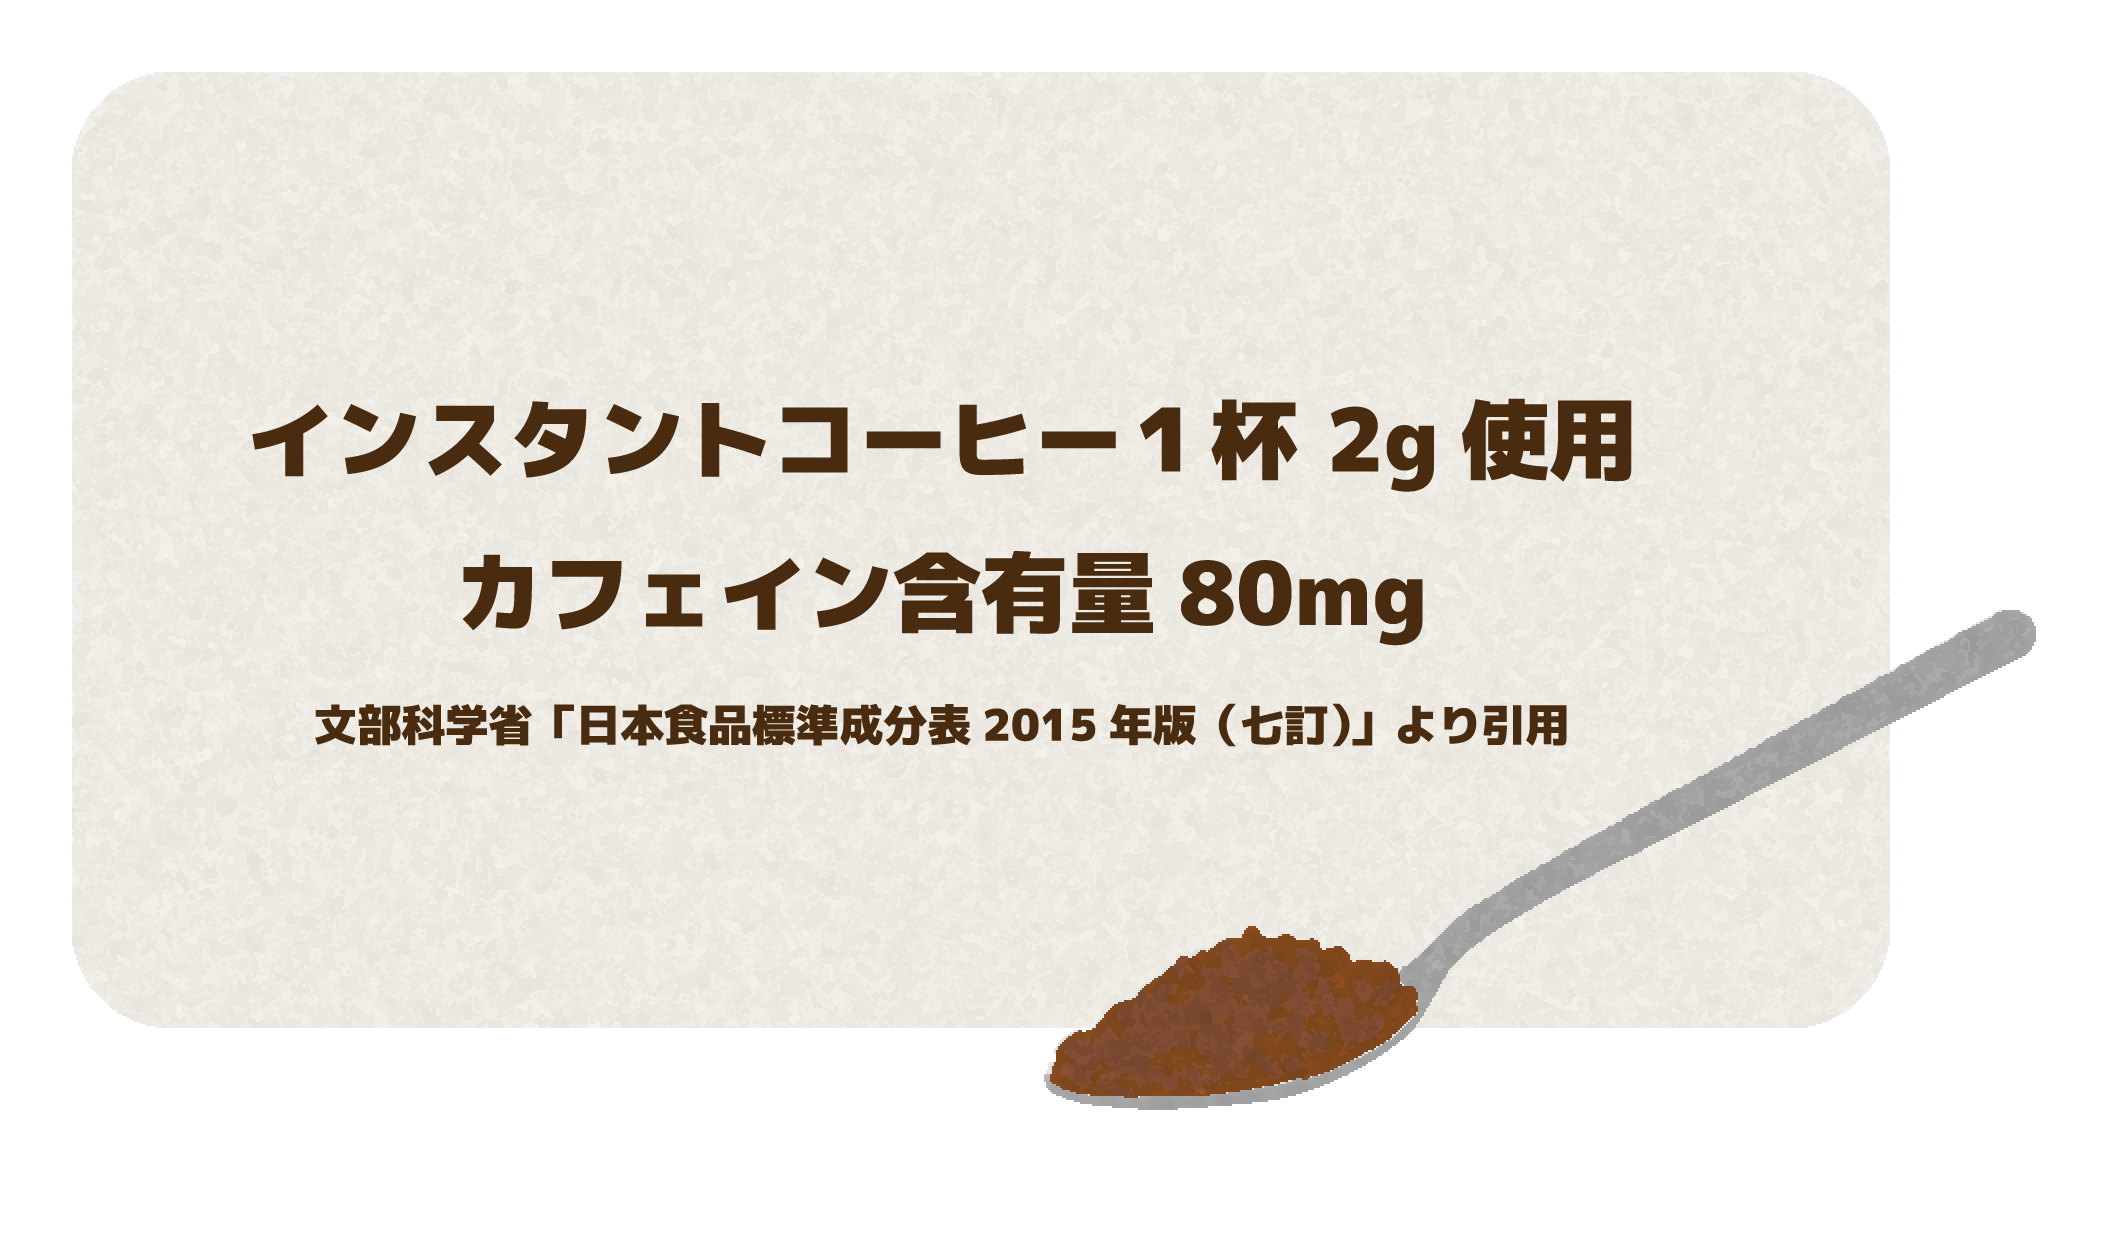 インスタントコーヒー１杯 2g 使用
カフェイン含有量 80mg
文部科学省「日本食品標準成分表 2015 年版（七訂）」より引用